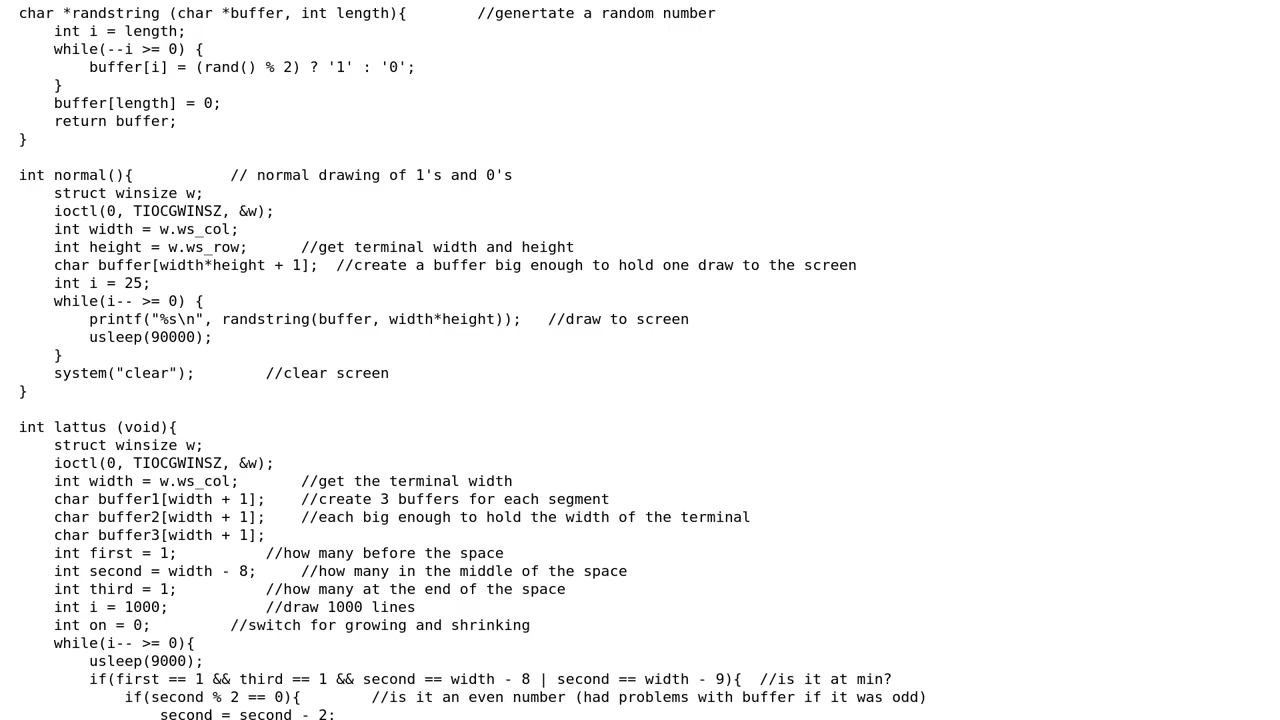 char *randstring (char *buffer, int length){        //genertate a random number
    int i = length;
    while(--i >= 0) {
        buffer[i] = (rand() % 2) ? '1' : '0';
    }
    buffer[length] = 0;
    return buffer;
}

int normal(){           // normal drawing of 1's and 0's
    struct winsize w;
    ioctl(0, TIOCGWINSZ, &w);
    int width = w.ws_col;
    int height = w.ws_row;      //get terminal width and height
    char buffer[width*height + 1];  //create a buffer big enough to hold one draw to the screen
    int i = 25;
    while(i-- >= 0) {
        printf("%s\n", randstring(buffer, width*height));   //draw to screen
        usleep(90000);
    }
    system("clear");        //clear screen
}

int lattus (void){
    struct winsize w;
    ioctl(0, TIOCGWINSZ, &w);
    int width = w.ws_col;       //get the terminal width
    char buffer1[width + 1];    //create 3 buffers for each segment
    char buffer2[width + 1];    //each big enough to hold the width of the terminal
    char buffer3[width + 1];
    int first = 1;          //how many before the space
    int second = width - 8;     //how many in the middle of the space
    int third = 1;          //how many at the end of the space
    int i = 1000;           //draw 1000 lines
    int on = 0;         //switch for growing and shrinking
    while(i-- >= 0){
        usleep(9000);
        if(first == 1 && third == 1 && second == width - 8 | second == width - 9){  //is it at min?
            if(second % 2 == 0){        //is it an even number (had problems with buffer if it was odd)
                second = second - 2;